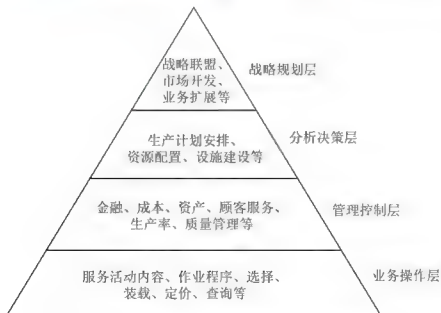 战略联盟、
市场开发、
业务扩展等
战略规划层
生产计划安排、
资源配置、设施建设等
分析决策层
金融、成本、资产、顾客服务、
生产率、质量管理等
管理控制层
服务活动内容、作业程序、选择、
装载、定价、查询等
业务操作层